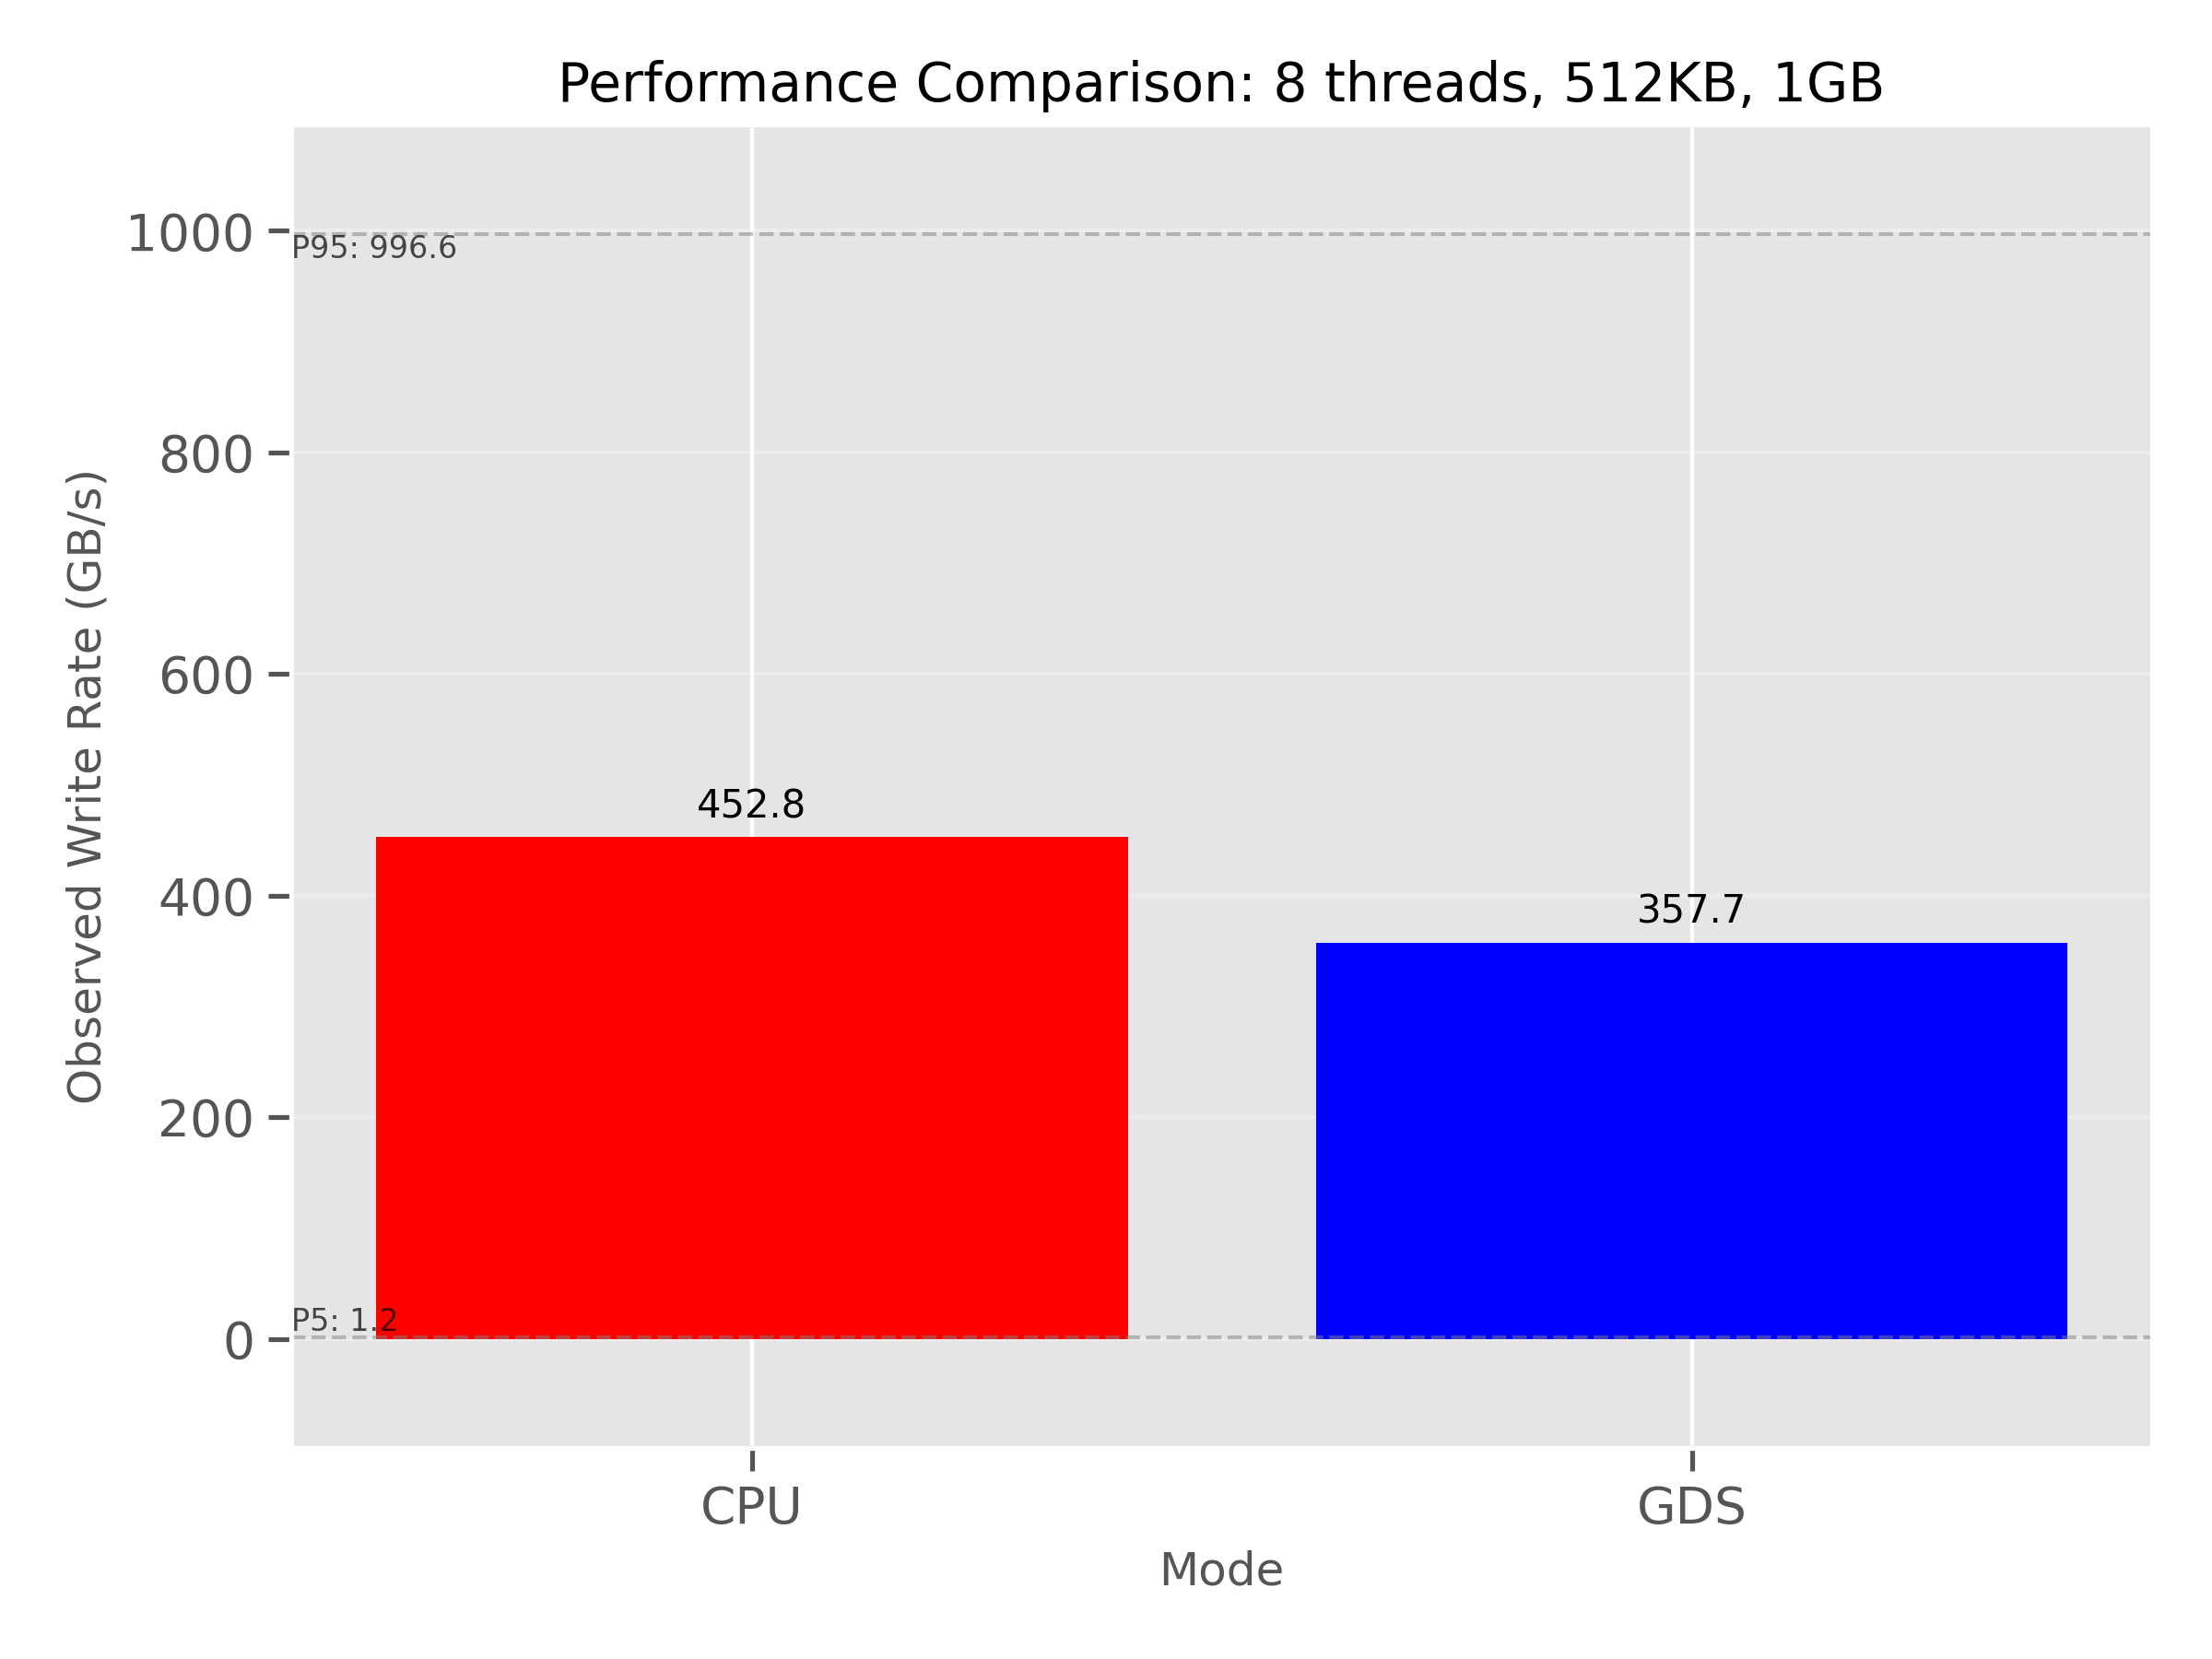 Performance Comparison: 8 threads, 512KB, 1GB
Observed Write Rate (GB/s)
1000
P95: 996.6
800
600
452.8
400
357.7
200
P5: 1.2
0
CPU
GDS
Mode